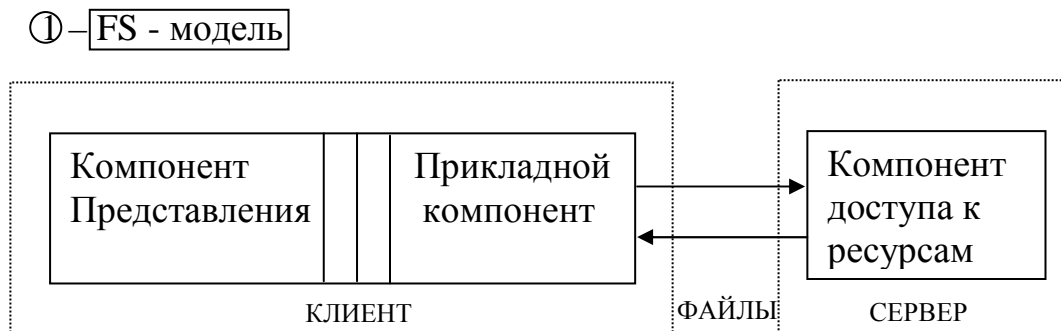 ① – FS - модель
Компонент
Представления
Прикладной
компонент
Компонент
доступа к
ресурсам
КЛИЕНТ
ФАЙЛЫ
СЕРВЕР